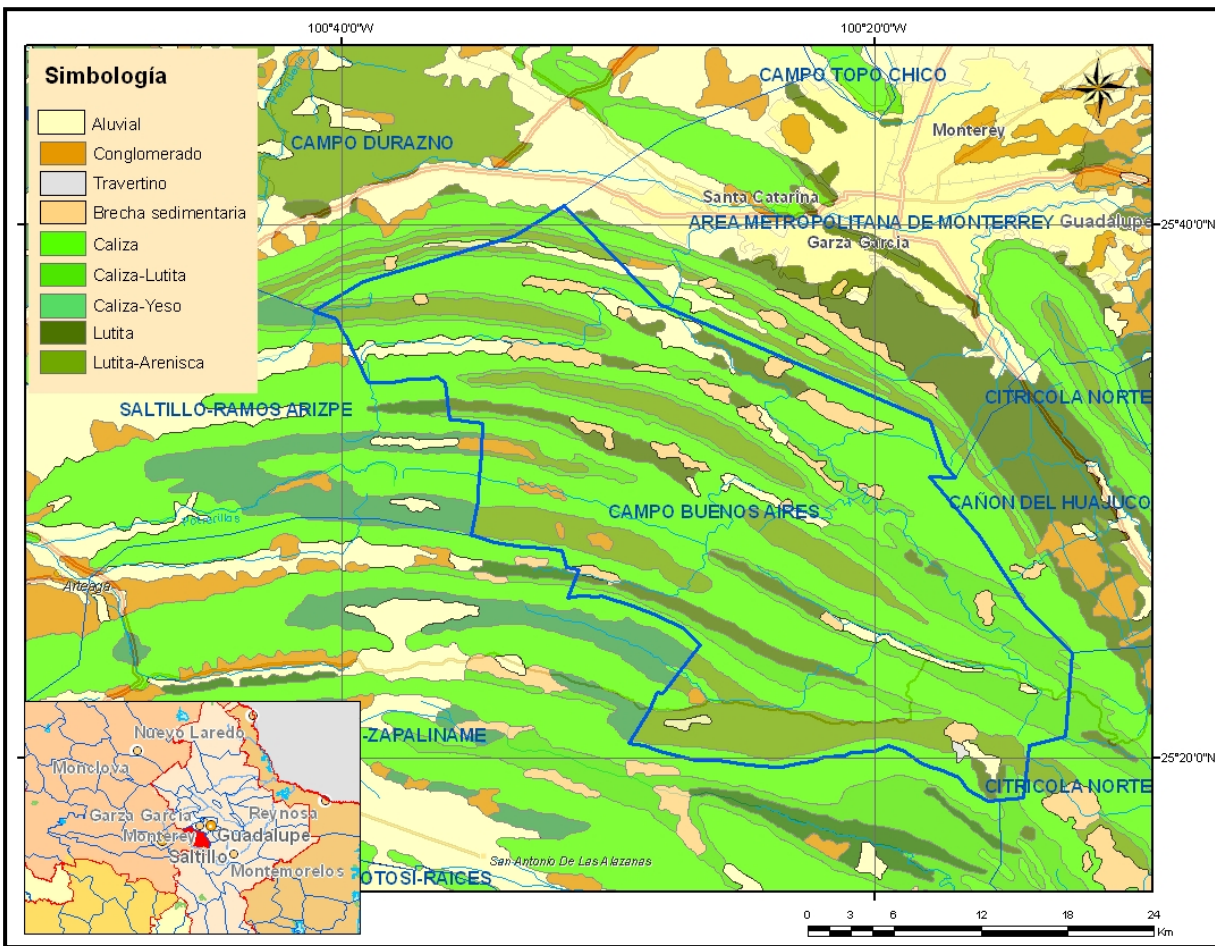 100°40'0"W
100°20'0"W
Simbología
Aluvial
Conglomerado
Travertino
Brecha sedimentaria
Caliza
Caliza-Lutita
Caliza-Yeso
Lutita
Lutita-Arenisca
CAMPO TOPO CHICO
Monterey
CAMPO DURAZNO
Santa Catarina
AREA METROPOLITANA DE MONTERREY
Guadalupe
25°40'0"N
Garza García
CITRICOLA NORTE
SALTILLO-RAMOS ARIZPE
CAÑON DEL HUAJUCO
CAMPO BUENOS AIRES
Potrerillos
Arteaga
-ZAPALINAME
25°20'0"N
CITRICOLA NORTE
San Antonio De Las Alazanas
OTOSI-RAICES
Nuevo Laredo
Monclova
Garza García
Reynosa
Monterey
Guadalupe
Saltillo
Montemorelos
0 3 6 12 18 24
Km